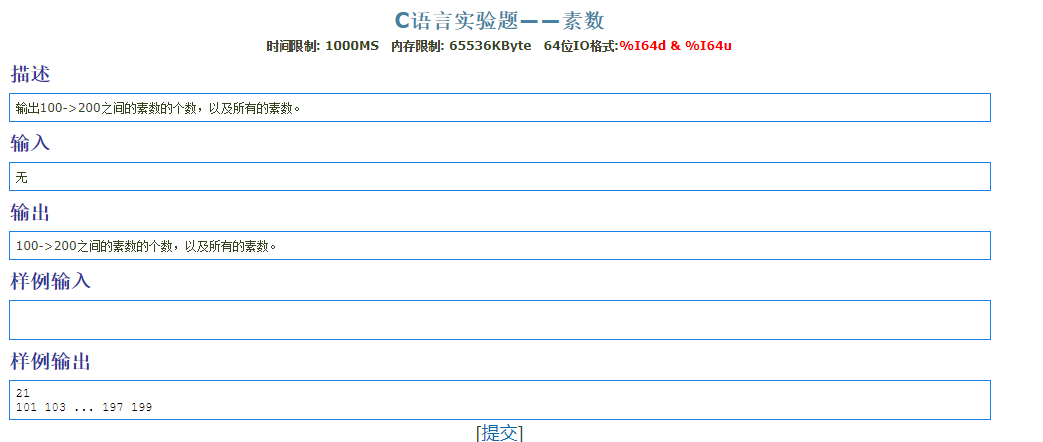 C语言实验题——素数
时间限制: 1000MS 内存限制: 65536KByte 64位IO格式:%I64d & %I64u
描述
输出100->200之间的素数的个数，以及所有的素数。
输入
无
输出
100->200之间的素数的个数，以及所有的素数。
样例输入
样例输出
21
101 103 ... 197 199
[提交]